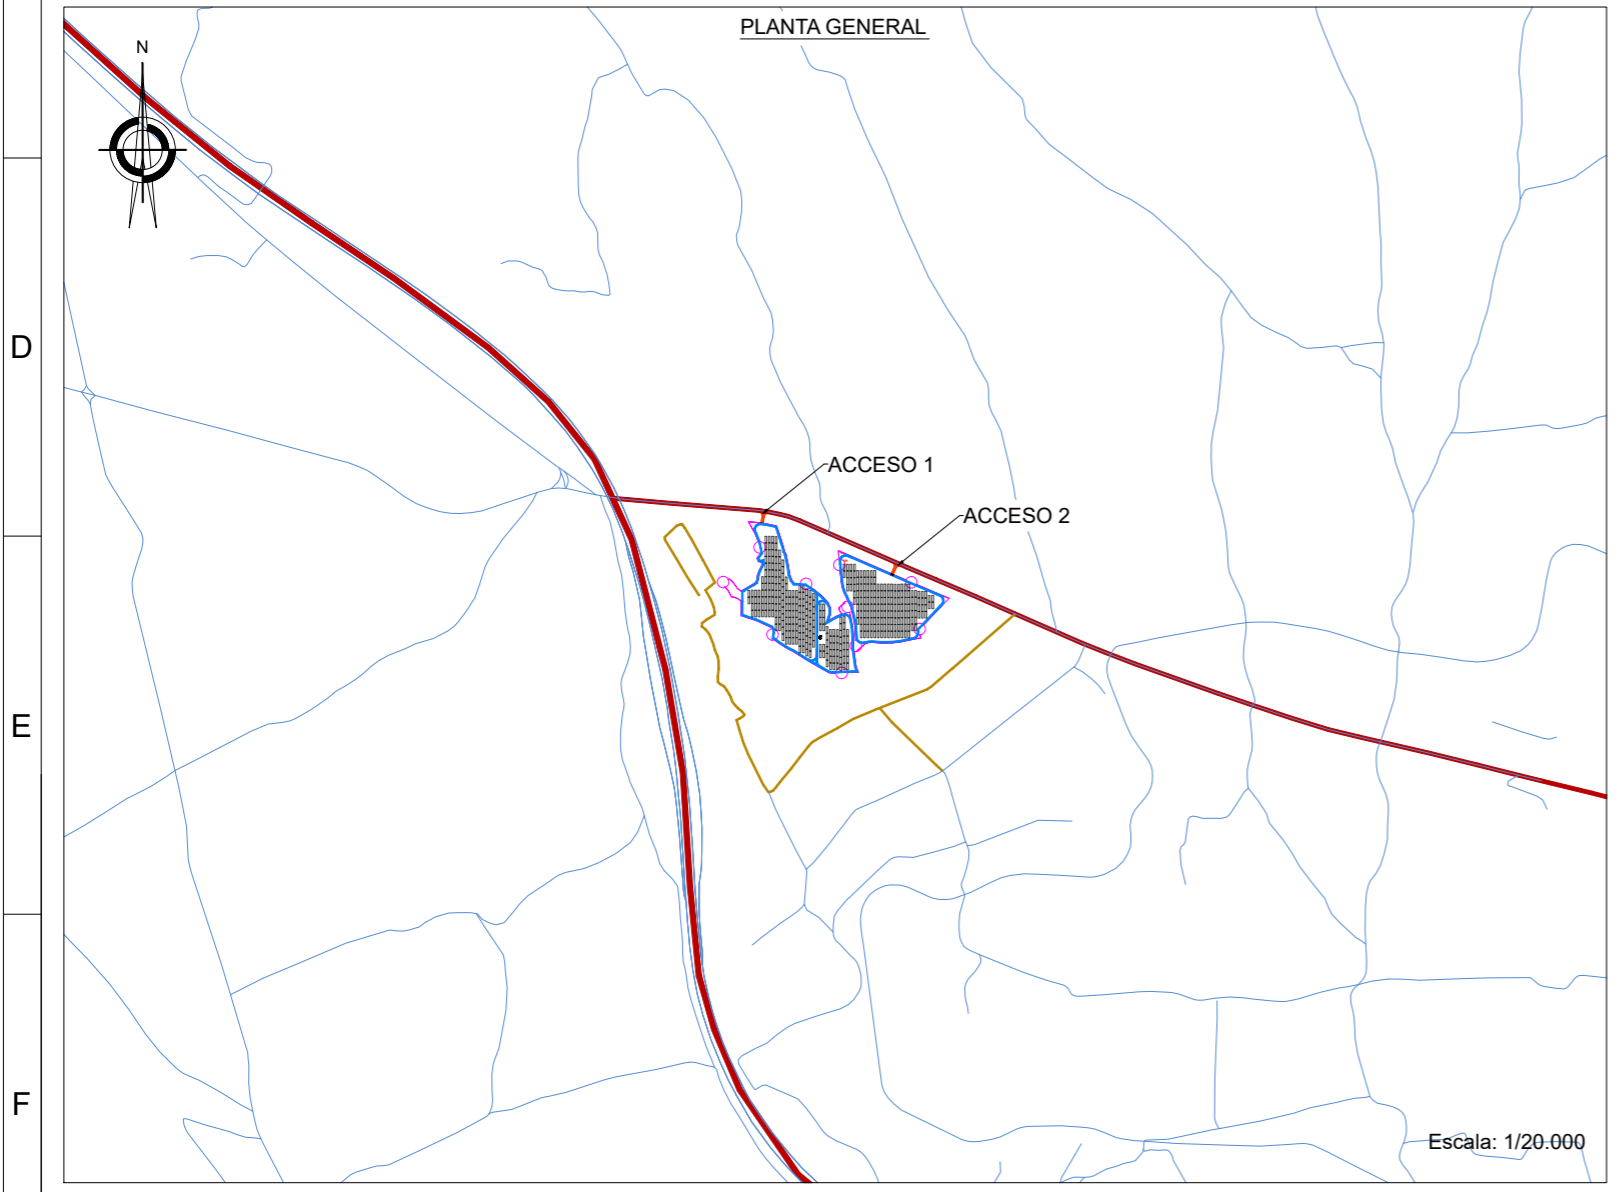 PLANTA GENERAL
N
D
ACCESO 1
ACCESO 2
E
F
Escala: 1/20.000